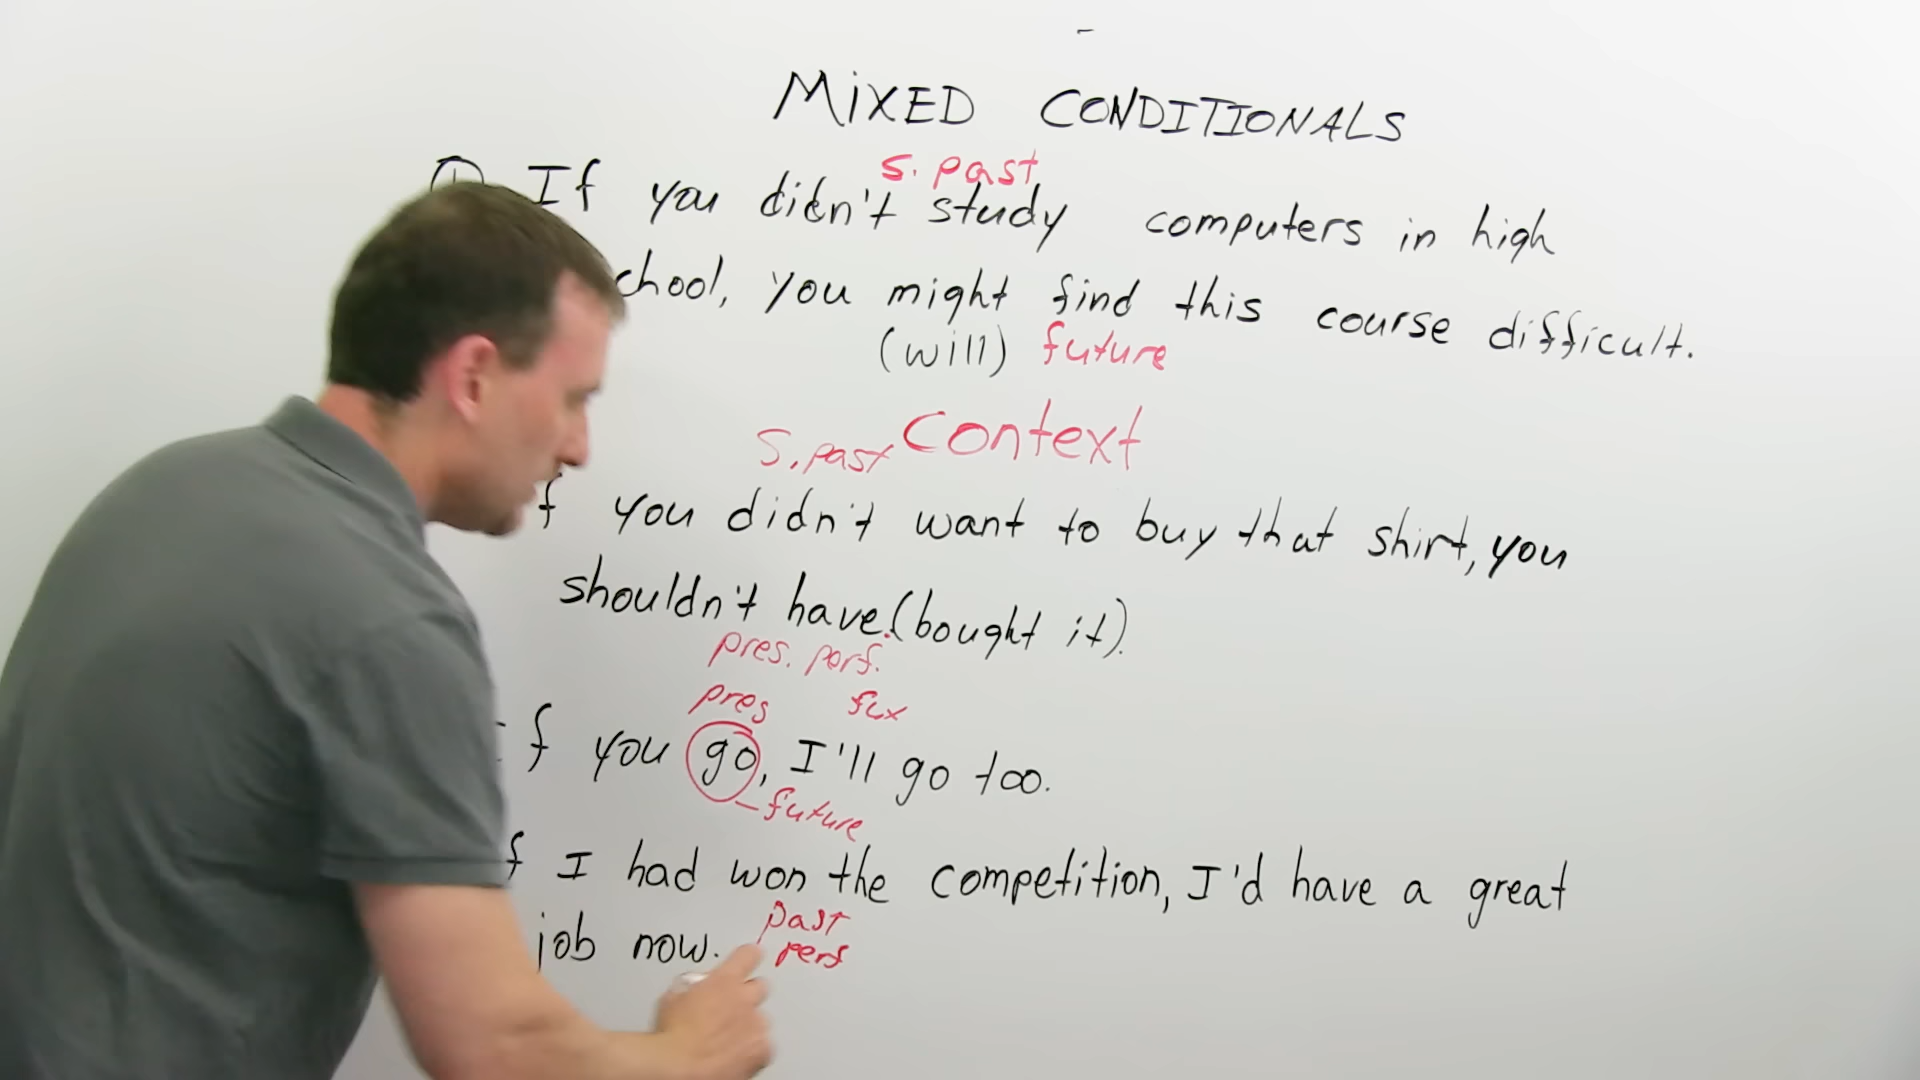 MiXED CONDITIONALS
s. past
If you didn't study computers in high
chool, you might find this course difficult.
(will) future
s. past Context
f you didn't want to buy that shirt, you
shouldn't have (bought it).
pres. perf.
pres fut
f you go, I'll go too.
future
f I had won the competition, I'd have a great
job now. past
perf